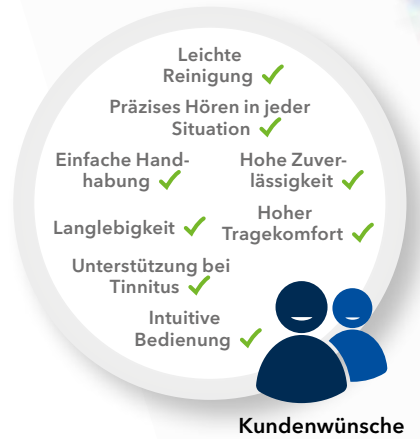 Leichte
Reinigung
Präzises Hören in jeder
Situation
Einfache Hand-
habung
Hohe Zuver-
lässigkeit
Langlebigkeit
Hoher
Tragekomfort
Unterstützung bei
Tinnitus
Intuitive
Bedienung
Kundenwünsche